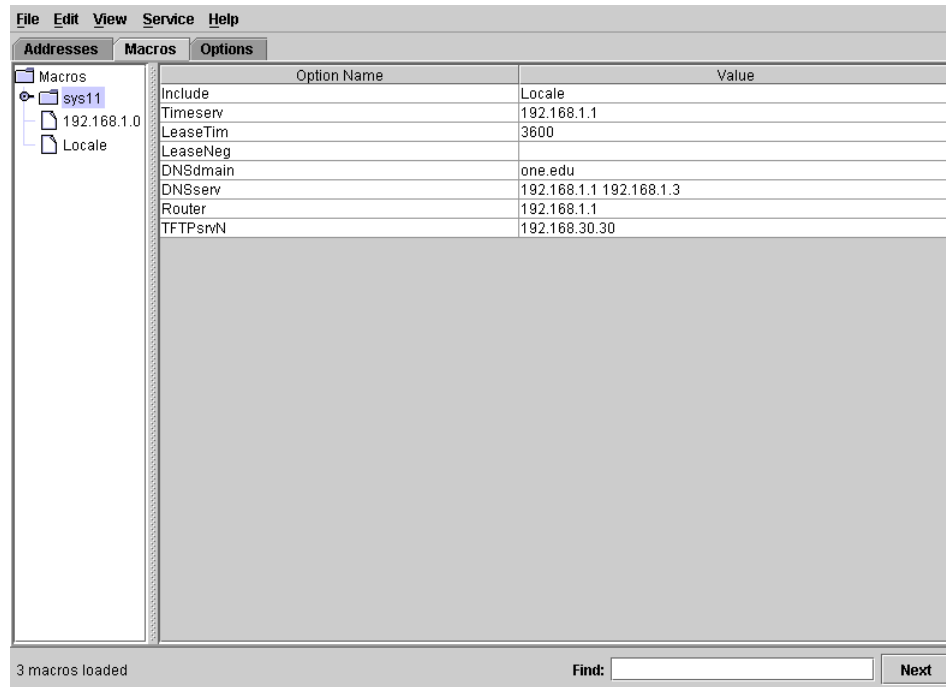 File Edit View Service Help
Addresses Macros Options
Macros
sys11
192.168.1.0
Locale
Option Name Value
Include Locale
Timeserv 192.168.1.1
LeaseTim 3600
LeaseNeg
DNSdmain one.edu
DNSserv 192.168.1.1 192.168.1.3
Router 192.168.1.1
TFTPsrvN 192.168.30.30
3 macros loaded Find: Next